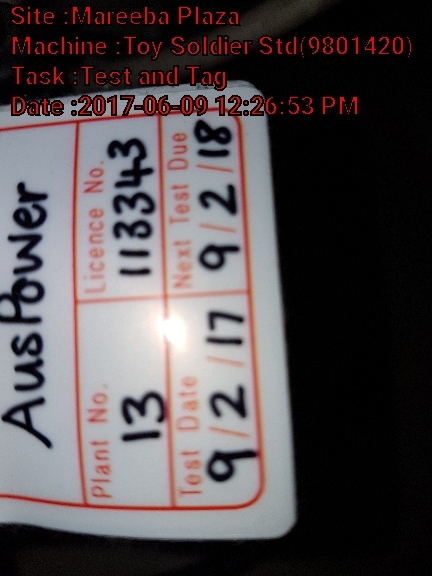 Site :Mareeba Plaza
Machine :Toy Soldier Std(9801420)
Task :Test and Tag
Date :2017-06-09 12:26:53 PM
AusPower
Plant No. 13
Licence No. 113343
Test Date 9/2/17
Next Test Due 9/2/18